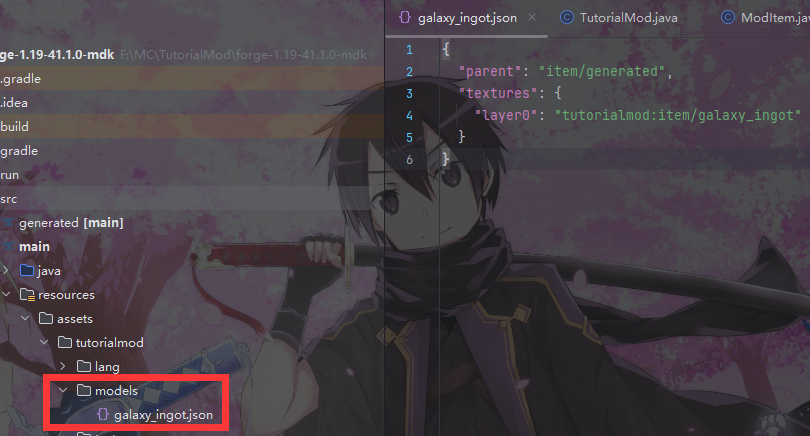 ge-1.19-41.1.0-mdk F:\MC\TutorialMod\forge-1.19-41.1.0-mdk
.gradle
.idea
build
gradle
run
src
generated [main]
main
java
resources
assets
tutorialmod
lang
models
{} galaxy_ingot.json
{} galaxy_ingot.json × © TutorialMod.java © ModItem.java
1 {
2 "parent": "item/generated",
3 "textures": {
4 "layer0": "tutorialmod:item/galaxy_ingot"
5 }
6 }